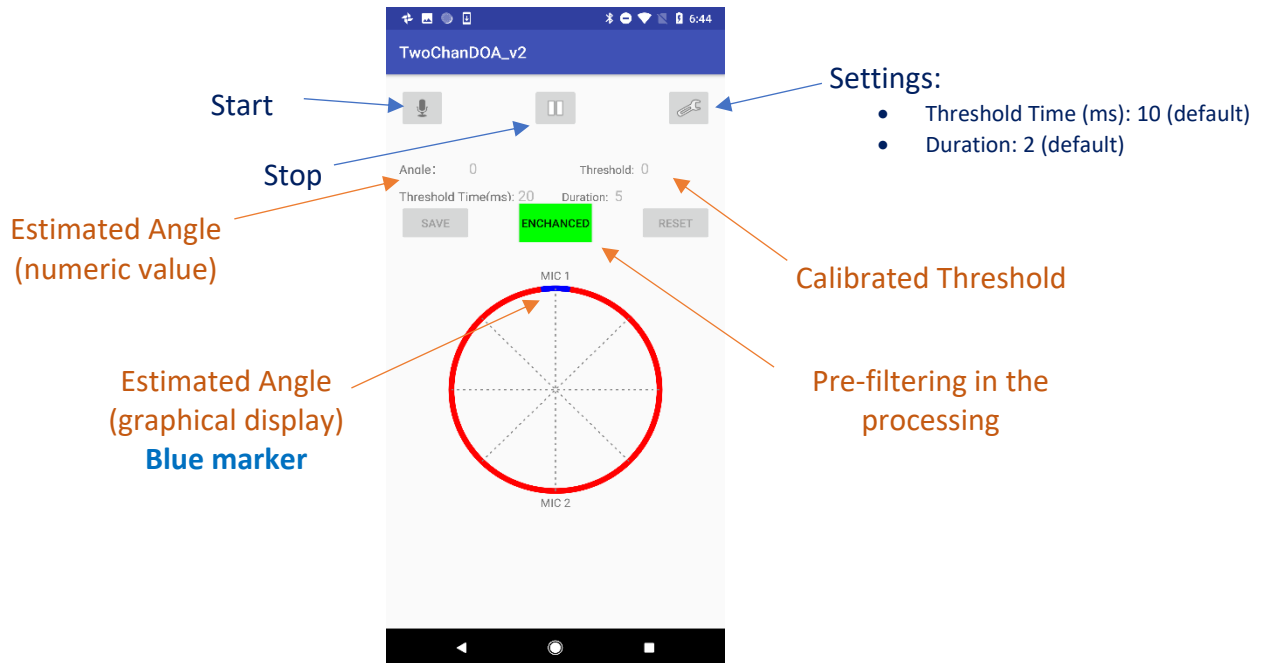 6:44
TwoChanDOA_v2
Start
Stop
Settings:
• Threshold Time (ms): 10 (default)
• Duration: 2 (default)
Angle: 0 Threshold: 0
Threshold Time(ms): 20 Duration: 5
SAVE ENCHANCED RESET
Estimated Angle
(numeric value)
Calibrated Threshold
MIC 1
Estimated Angle
(graphical display)
Blue marker
Pre-filtering in the
processing
MIC 2